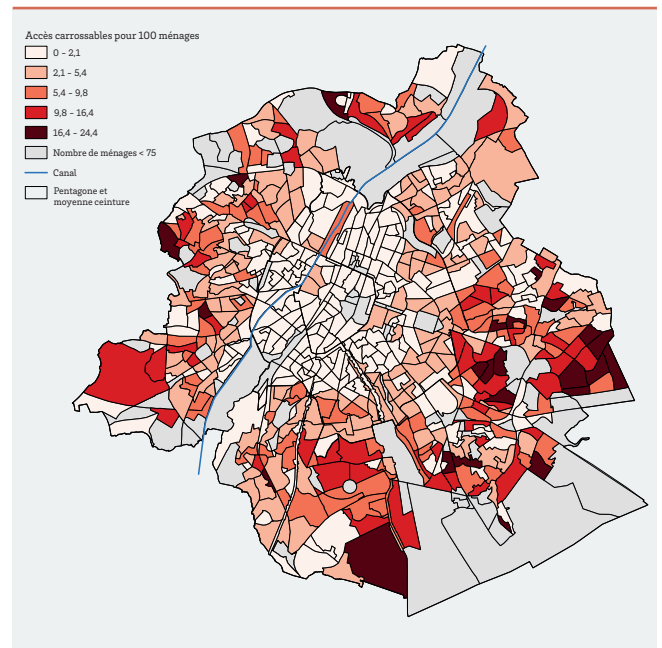 Accès carrossables pour 100 ménages
0 - 2,1
2,1 - 5,4
5,4 - 9,8
9,8 - 16,4
16,4 - 24,4
Nombre de ménages < 75
Canal
Pentagone et
moyenne ceinture